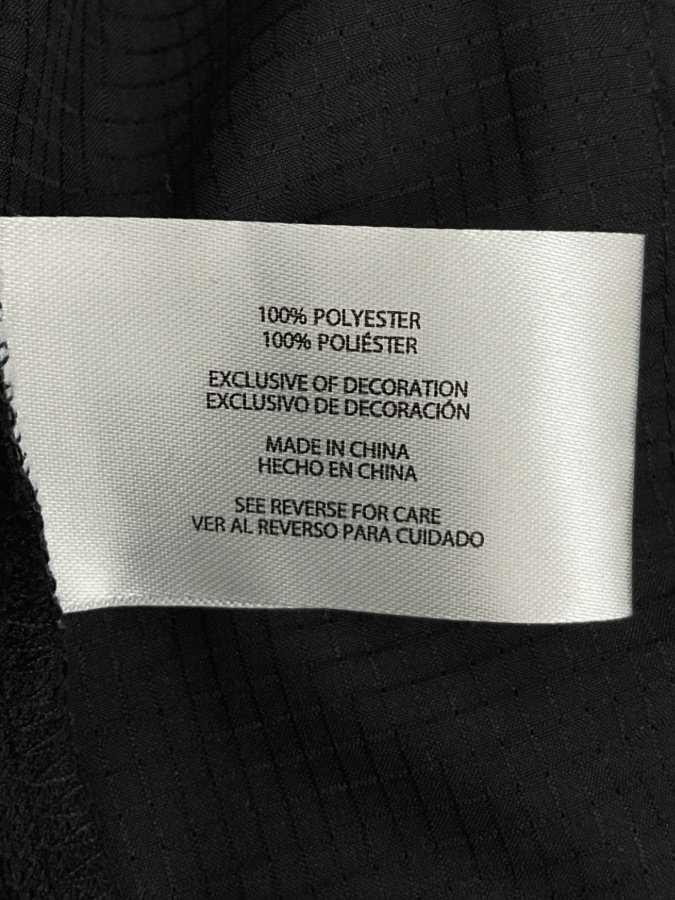 100% POLYESTER
100% POLIÉSTER
EXCLUSIVE OF DECORATION
EXCLUSIVO DE DECORACIÓN
MADE IN CHINA
HECHO EN CHINA
SEE REVERSE FOR CARE
VER AL REVERSO PARA CUIDADO